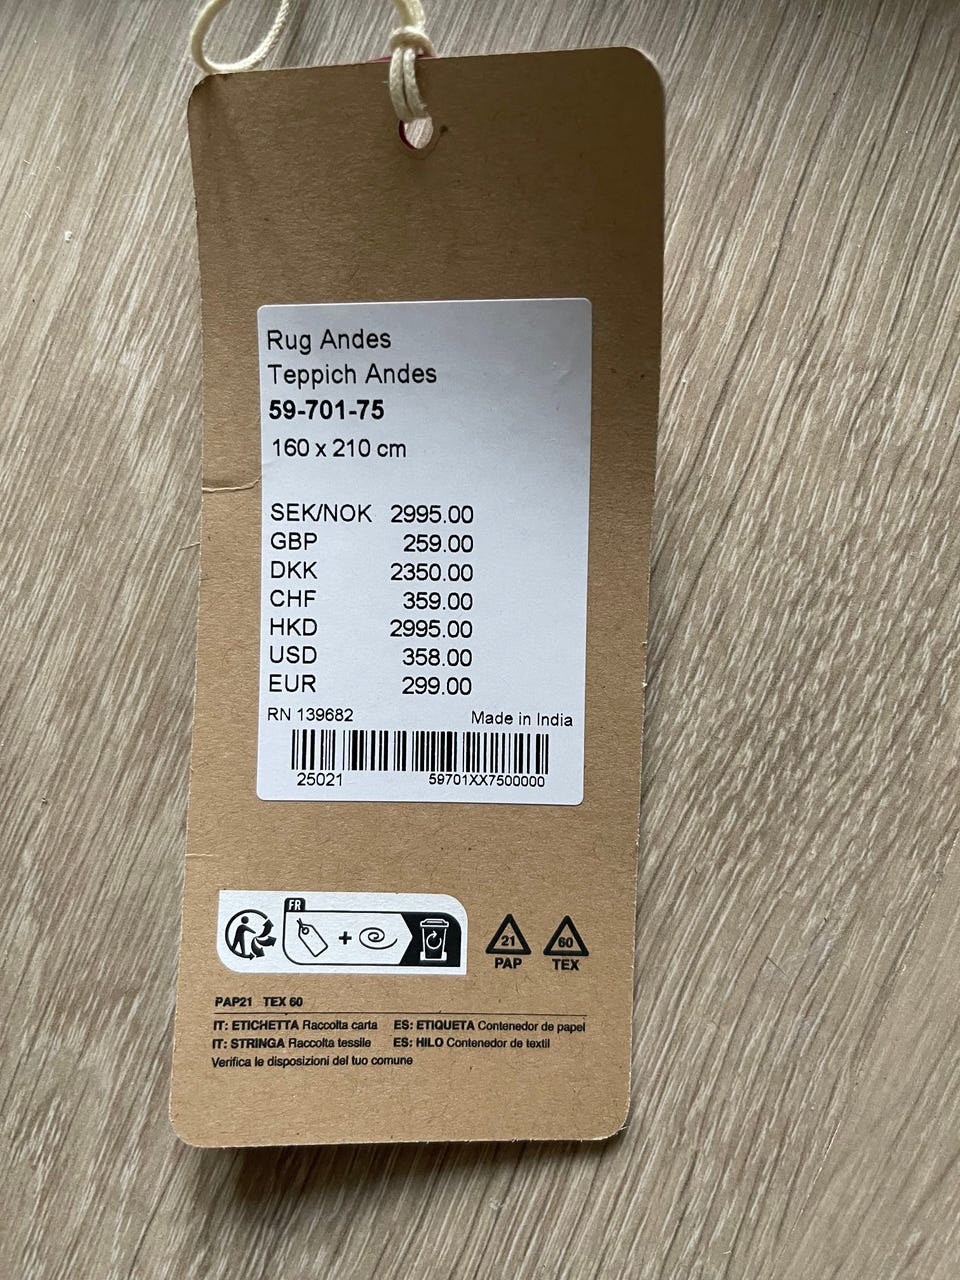 Rug Andes
Teppich Andes
59-701-75
160 x 210 cm
SEK/NOK 2995.00
GBP 259.00
DKK 2350.00
CHF 359.00
HKD 2995.00
USD 358.00
EUR 299.00
RN 139682 Made in India
25021 59701XX7500000
FR
21 60
PAP TEX
PAP21 TEX 60
IT: ETICHETTA Raccolta carta ES: ETIQUETA Contenedor de papel
IT: STRINGA Raccolta tessile ES: HILO Contenedor de textil
Verifica le disposizioni del tuo comune